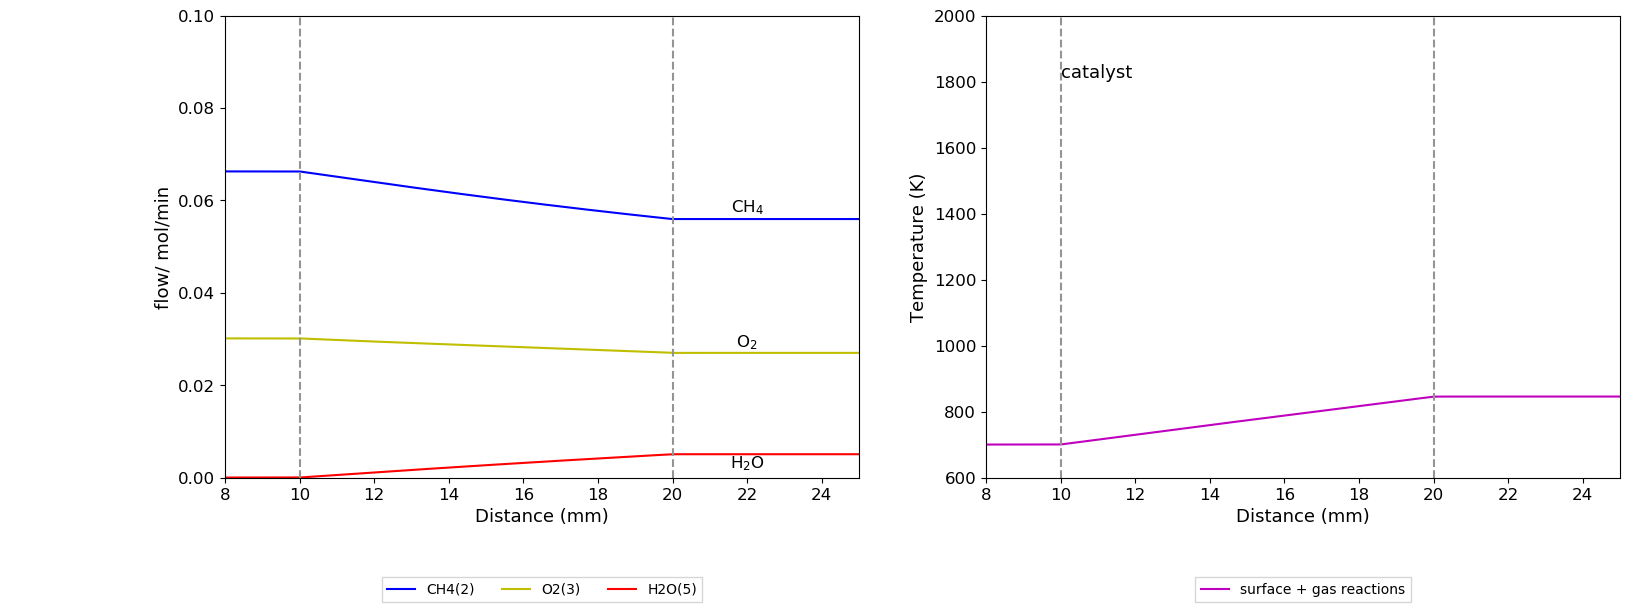 0.10
0.08
0.06
0.04
0.02
0.00
flow/ mol/min
CH₄
O₂
H₂O
8 10 12 14 16 18 20 22 24
Distance (mm)
CH4(2) O2(3) H2O(5)
2000
1800
1600
1400
1200
1000
800
600
Temperature (K)
catalyst
8 10 12 14 16 18 20 22 24
Distance (mm)
surface + gas reactions